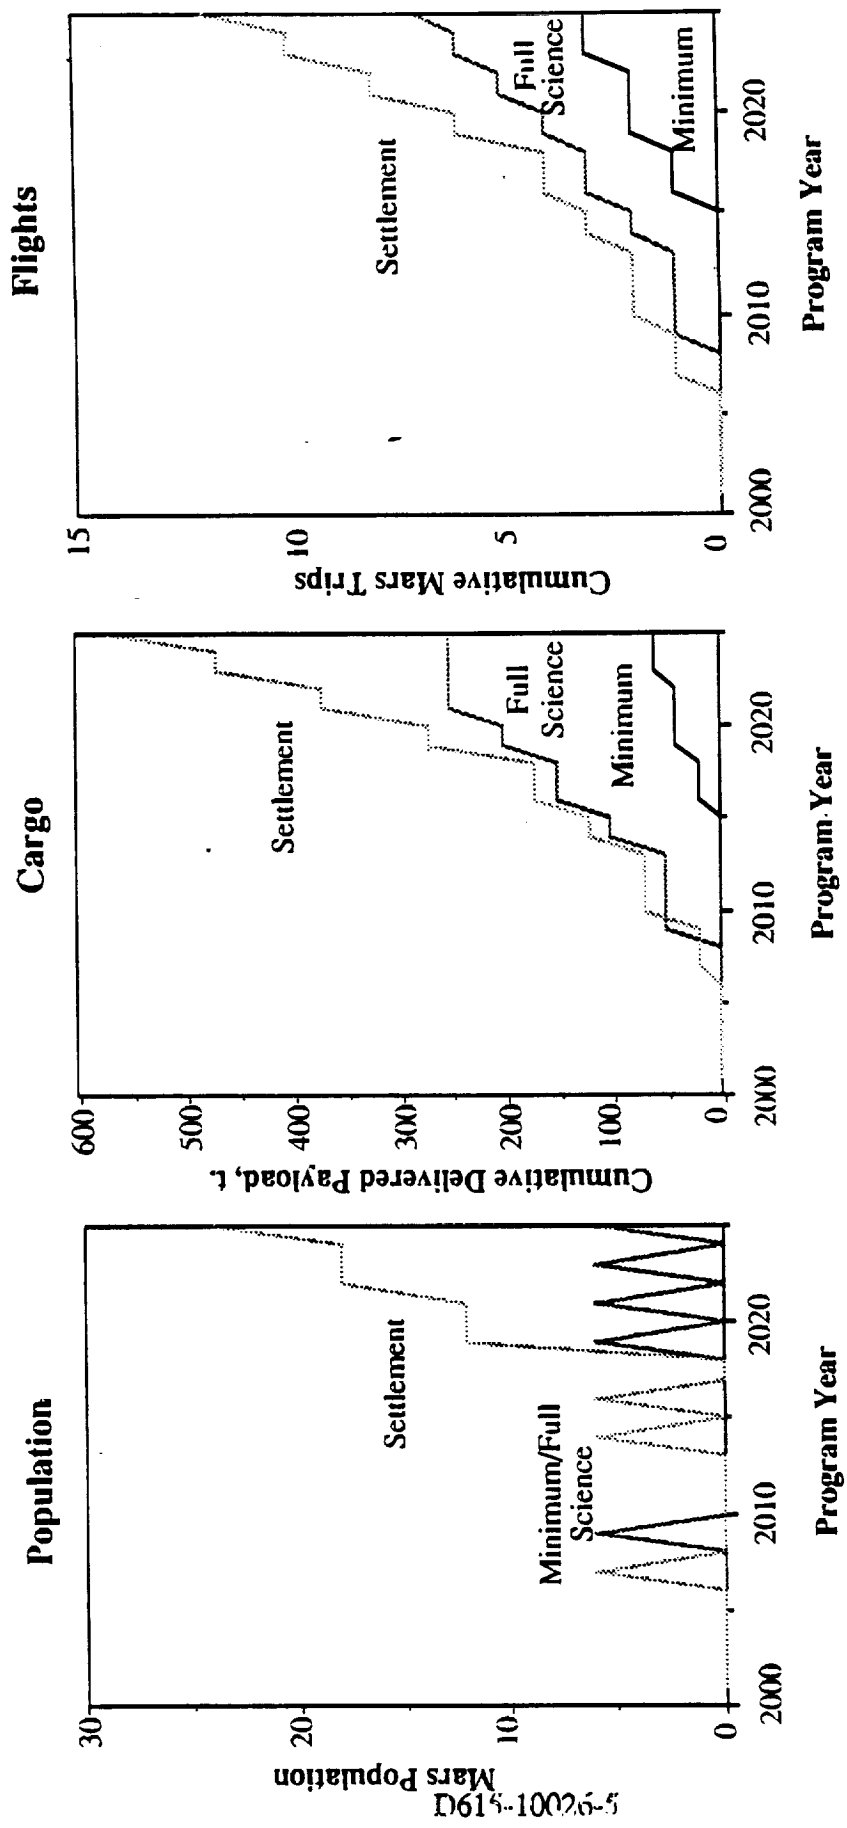 Population
Mars Population
30
20
10
0
2000
2010
2020
Program Year
Settlement
Minimum/Full
Science
Cargo
Cumulative Delivered Payload, t.
600
500
400
300
200
100
0
2000
2010
2020
Program Year
Settlement
Full
Science
Minimum
Flights
Cumulative Mars Trips
15
10
5
0
2000
2010
2020
Program Year
Settlement
Full
Science
Minimum
D615-10026-5